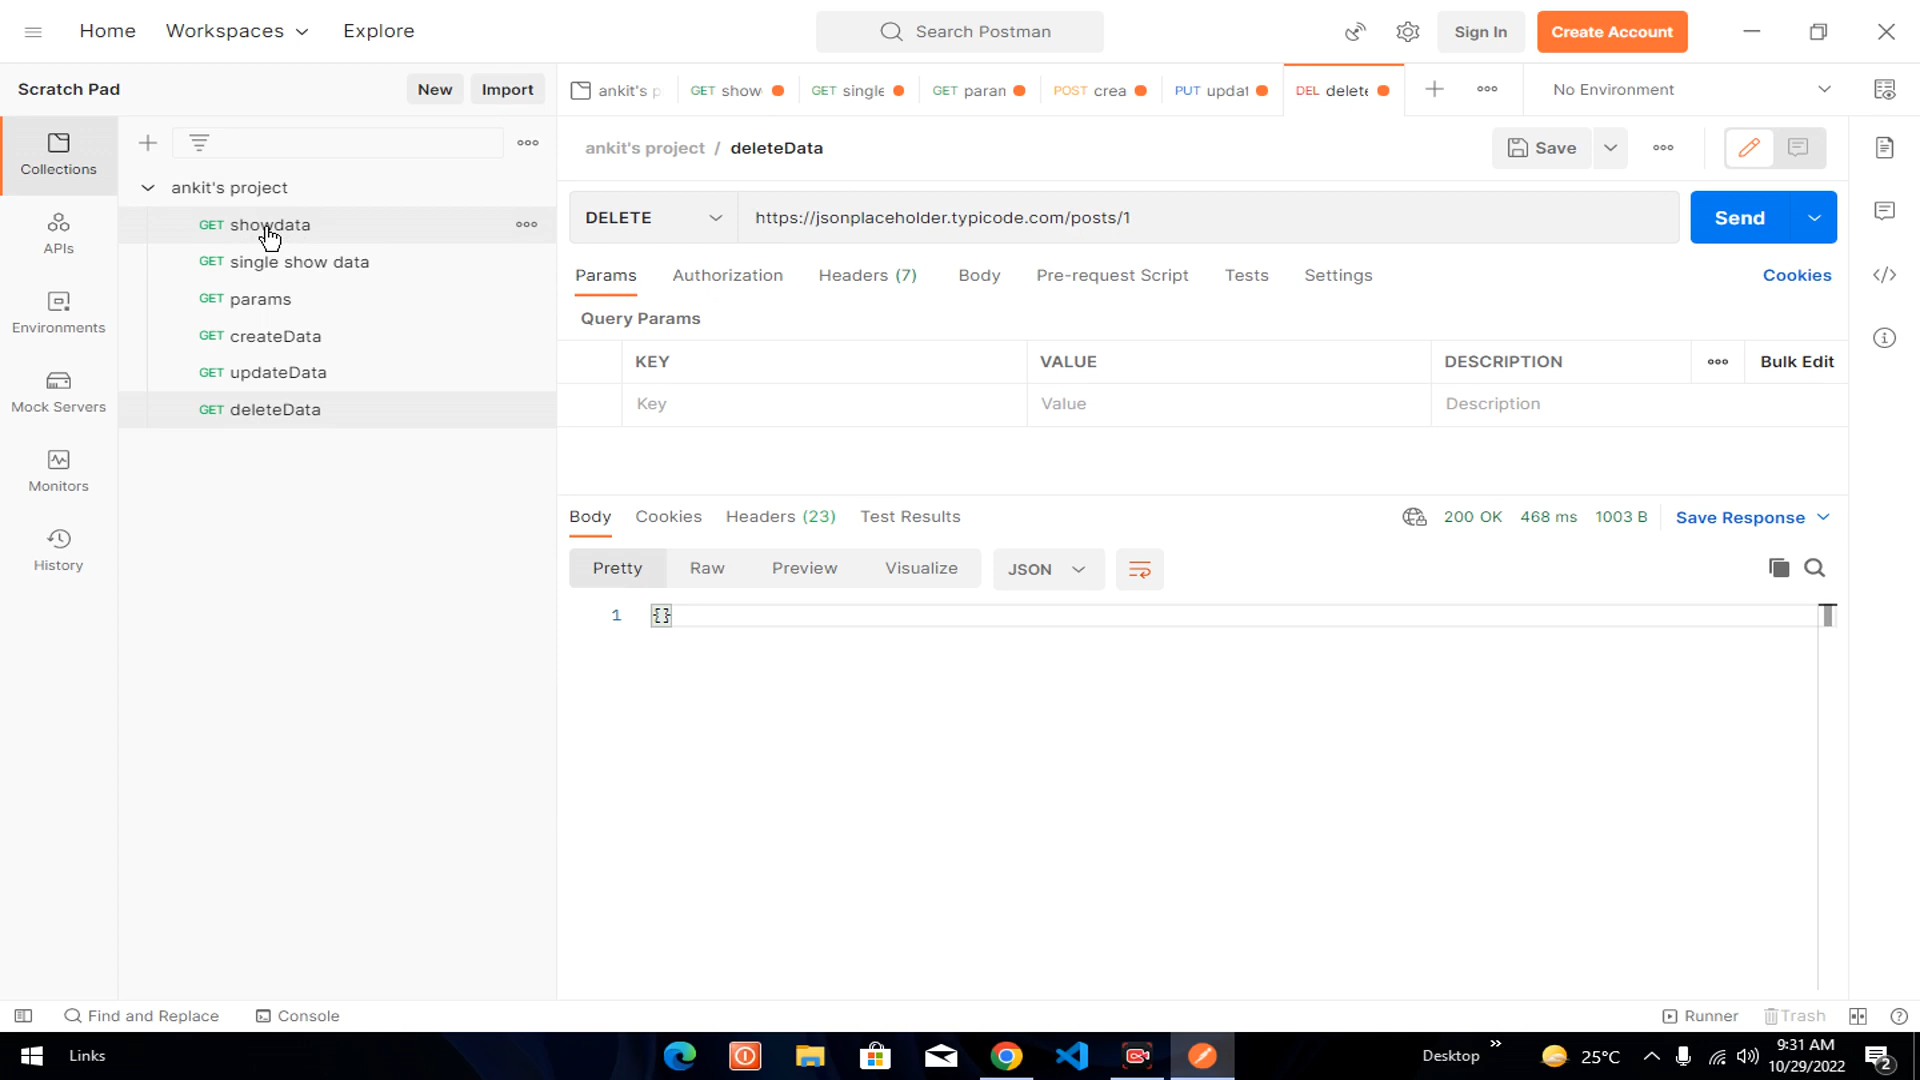 Home
Workspaces
Explore
Search Postman
Sign In
Create Account
Scratch Pad
New
Import
ankit's p
GET show
GET single
GET paran
POST crea
PUT updat
DEL delete
No Environment
Collections
APIs
Environments
Mock Servers
Monitors
History
ankit's project
GET showdata
GET single show data
GET params
GET createData
GET updateData
GET deleteData
ankit's project / deleteData
Save
DELETE
https://jsonplaceholder.typicode.com/posts/1
Send
Params
Authorization
Headers (7)
Body
Pre-request Script
Tests
Settings
Cookies
Query Params
KEY
VALUE
DESCRIPTION
Bulk Edit
Key
Value
Description
Body
Cookies
Headers (23)
Test Results
200 OK
468 ms
1003 B
Save Response
Pretty
Raw
Preview
Visualize
JSON
1
{}
Find and Replace
Console
Runner
Trash
Links
Desktop
25°C
9:31 AM
10/29/2022
2